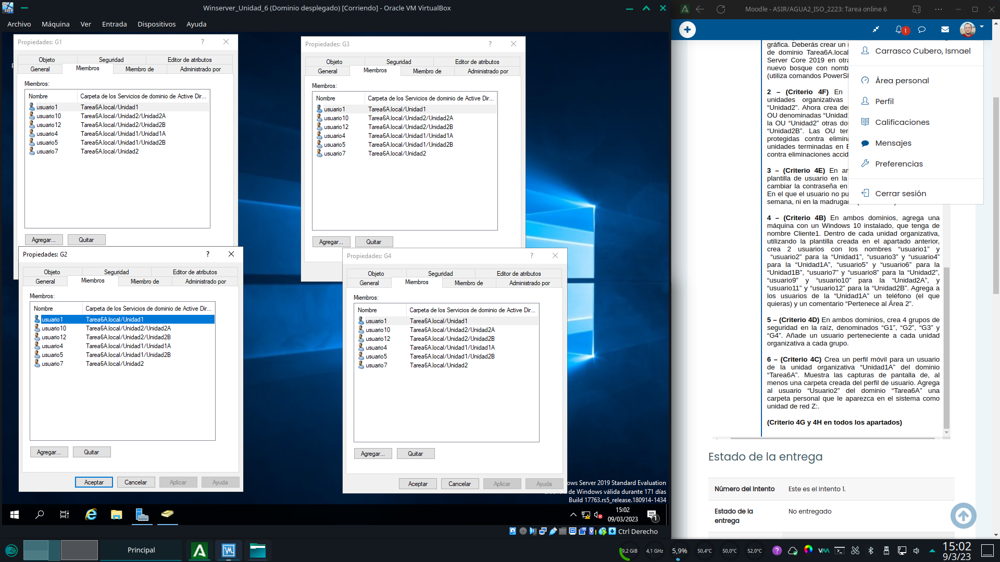 Winserver_Unidad_6 (Dominio desplegado) [Corriendo] - Oracle VM VirtualBox
Archivo Máquina Ver Entrada Dispositivos Ayuda
Propiedades: G1
Objeto Seguridad Editor de atributos
General Miembros Miembro de Administrado por
Miembros:
Nombre Carpeta de los Servicios de dominio de Active Dir...
usuario1 Tarea6A.local/Unidad1
usuario10 Tarea6A.local/Unidad2/Unidad2A
usuario12 Tarea6A.local/Unidad2/Unidad2B
usuario4 Tarea6A.local/Unidad1/Unidad1A
usuario5 Tarea6A.local/Unidad1/Unidad2B
usuario7 Tarea6A.local/Unidad2
Agregar... Quitar
Propiedades: G3
Objeto Seguridad Editor de atributos
General Miembros Miembro de Administrado por
Miembros:
Nombre Carpeta de los Servicios de dominio de Active Dir...
usuario1 Tarea6A.local/Unidad1
usuario10 Tarea6A.local/Unidad2/Unidad2A
usuario12 Tarea6A.local/Unidad2/Unidad2B
usuario4 Tarea6A.local/Unidad1/Unidad1A
usuario5 Tarea6A.local/Unidad1/Unidad2B
usuario7 Tarea6A.local/Unidad2
Agregar... Quitar
Propiedades: G2
Objeto Seguridad Editor de atributos
General Miembros Miembro de Administrado por
Miembros:
Nombre Carpeta de los Servicios de dominio de Active Dir...
usuario1 Tarea6A.local/Unidad1
usuario10 Tarea6A.local/Unidad2/Unidad2A
usuario12 Tarea6A.local/Unidad2/Unidad2B
usuario4 Tarea6A.local/Unidad1/Unidad1A
usuario5 Tarea6A.local/Unidad1/Unidad2B
usuario7 Tarea6A.local/Unidad2
Agregar... Quitar
Aceptar Cancelar Aplicar Ayuda
Propiedades: G4
Objeto Seguridad Editor de atributos
General Miembros Miembro de Administrado por
Miembros:
Nombre Carpeta de los Servicios de dominio de Active Dir...
usuario1 Tarea6A.local/Unidad1
usuario10 Tarea6A.local/Unidad2/Unidad2A
usuario12 Tarea6A.local/Unidad2/Unidad2B
usuario4 Tarea6A.local/Unidad1/Unidad1A
usuario5 Tarea6A.local/Unidad1/Unidad2B
usuario7 Tarea6A.local/Unidad2
Agregar... Quitar
Aceptar Cancelar Aplicar Ayuda
ows Server 2019 Standard Evaluation
de Windows válida durante 171 días
Build 17763.rs5_release.180914-1434
15:02
09/03/2023
1
Ctrl Derecho
Moodle - ASIR/AGUA2_ISO_2223: Tarea online 6
1
Carrasco Cubero, Ismael
Área personal
Perfil
Calificaciones
Mensajes
Preferencias
Cerrar sesión
gráfica. Deberás crear un
de dominio Tarea6A.local
Server Core 2019 en otra
nuevo bosque con nomb
(utiliza comandos PowerSh
2 – (Criterio 4F) En
unidades organizativas
“Unidad2”. Ahora crea de
OU denominadas “Unidad
la OU “Unidad2” otras dos
“Unidad2B”. Las OU ter
protegidas contra elimina
unidades terminadas en B
contra eliminaciones accid
3 – (Criterio 4E) En am
plantilla de usuario en la
cambiar la contraseña en
En el que el usuario no pu
semana, ni en la madruga
4 – (Criterio 4B) En ambos dominios, agrega una
máquina con un Windows 10 instalado, que tenga de
nombre Cliente1. Dentro de cada unidad organizativa,
utilizando la plantilla creada en el apartado anterior,
crea 2 usuarios con los nombres “usuario1” y
“usuario2” para la “Unidad1”, “usuario3” y “usuario4”
para la “Unidad1A”, “usuario5” y “usuario6” para la
“Unidad1B”, “usuario7” y “usuario8” para la “Unidad2”,
“usuario9” y “usuario10” para la “Unidad2A”, y
“usuario11” y “usuario12” para la “Unidad2B”. Agrega a
los usuarios de la “Unidad1A” un teléfono (el que
quieras) y un comentario “Pertenece al Área 2”.
5 – (Criterio 4D) En ambos dominios, crea 4 grupos de
seguridad en la raíz, denominados “G1”, “G2”, “G3” y
“G4”. Añade un usuario perteneciente a cada unidad
organizativa a cada grupo.
6 – (Criterio 4C) Crea un perfil móvil para un usuario
de la unidad organizativa “Unidad1A” del dominio
“Tarea6A”. Muestra las capturas de pantalla de, al
menos una carpeta creada del perfil de usuario. Agrega
al usuario “Usuario2” del dominio “Tarea6A” una
carpeta personal que le aparezca en el sistema como
unidad de red Z:.
(Criterio 4G y 4H en todos los apartados)
Estado de la entrega
Número del intento Este es el intento 1.
Estado de la entrega No entregado
Principal
9,2 GiB 4,1 GHz 5,9% 50,4°C 50,0°C 52,0°C
15:02
9/3/23